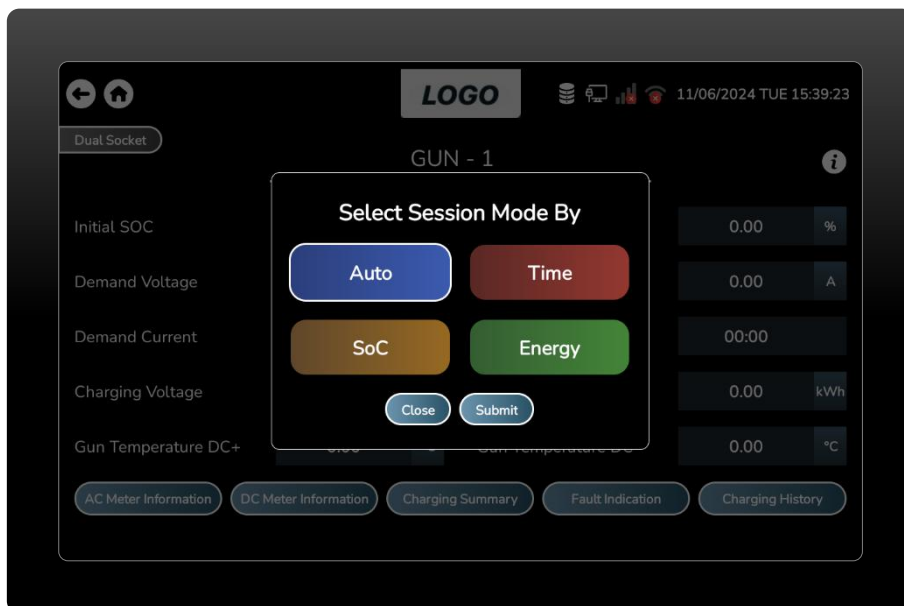 LOGO
11/06/2024 TUE 15:39:23
Dual Socket
GUN - 1
i
Select Session Mode By
Initial SOC
0.00 %
Auto
Time
Demand Voltage
0.00 A
Demand Current
00:00
SoC
Energy
Charging Voltage
0.00 kWh
Close
Submit
Gun Temperature DC+
0.00 °C
AC Meter Information
DC Meter Information
Charging Summary
Fault Indication
Charging History